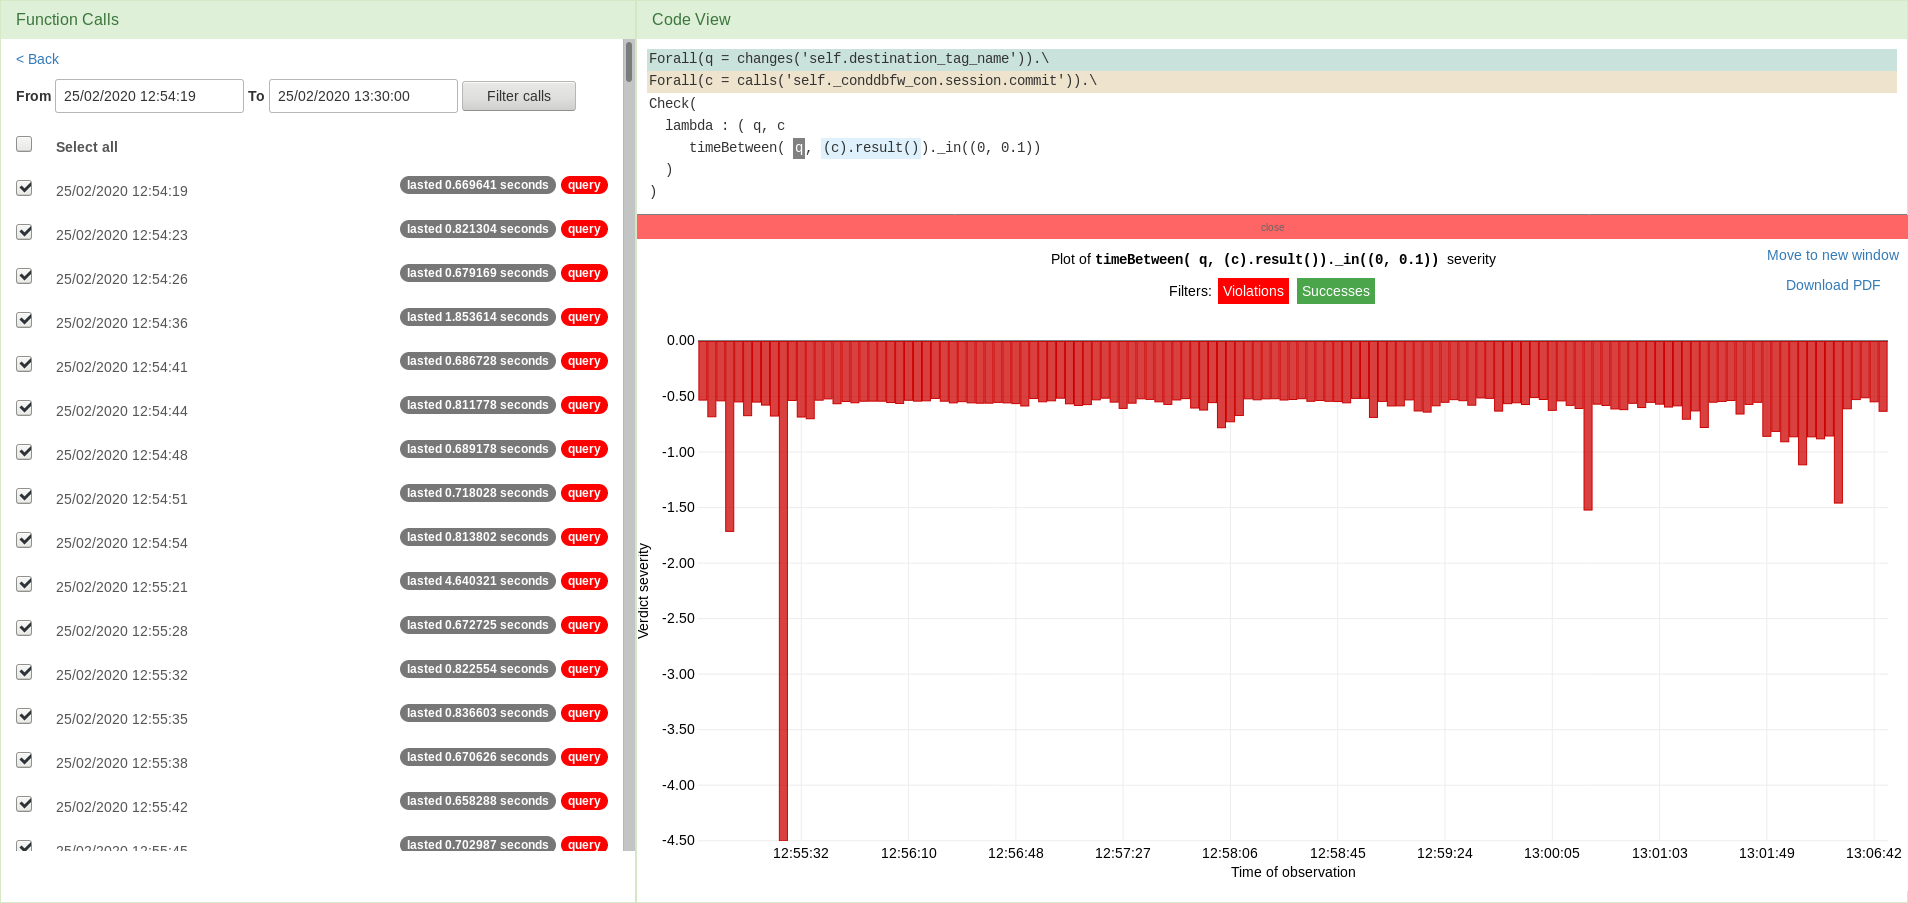 Function Calls
< Back
From 25/02/2020 12:54:19 To 25/02/2020 13:30:00 Filter calls
Select all
25/02/2020 12:54:19 lasted 0.669641 seconds query
25/02/2020 12:54:23 lasted 0.821304 seconds query
25/02/2020 12:54:26 lasted 0.679169 seconds query
25/02/2020 12:54:36 lasted 1.853614 seconds query
25/02/2020 12:54:41 lasted 0.686728 seconds query
25/02/2020 12:54:44 lasted 0.811778 seconds query
25/02/2020 12:54:48 lasted 0.689178 seconds query
25/02/2020 12:54:51 lasted 0.718028 seconds query
25/02/2020 12:54:54 lasted 0.813802 seconds query
25/02/2020 12:55:21 lasted 4.640321 seconds query
25/02/2020 12:55:28 lasted 0.672725 seconds query
25/02/2020 12:55:32 lasted 0.822554 seconds query
25/02/2020 12:55:35 lasted 0.836603 seconds query
25/02/2020 12:55:38 lasted 0.670626 seconds query
25/02/2020 12:55:42 lasted 0.658288 seconds query
25/02/2020 12:55:45 lasted 0.702987 seconds query
Code View
Forall(q = changes('self.destination_tag_name')).\
Forall(c = calls('self._conddbfw_con.session.commit')).\
Check(
lambda : ( q, c
timeBetween( q, (c).result())._in((0, 0.1))
)
)
close
Plot of timeBetween( q, (c).result())._in((0, 0.1)) severity
Move to new window
Filters: Violations Successes
Download PDF
0.00
-0.50
-1.00
-1.50
-2.00
-2.50
-3.00
-3.50
-4.00
-4.50
Verdict severity
12:55:32 12:56:10 12:56:48 12:57:27 12:58:06 12:58:45 12:59:24 13:00:05 13:01:03 13:01:49 13:06:42
Time of observation